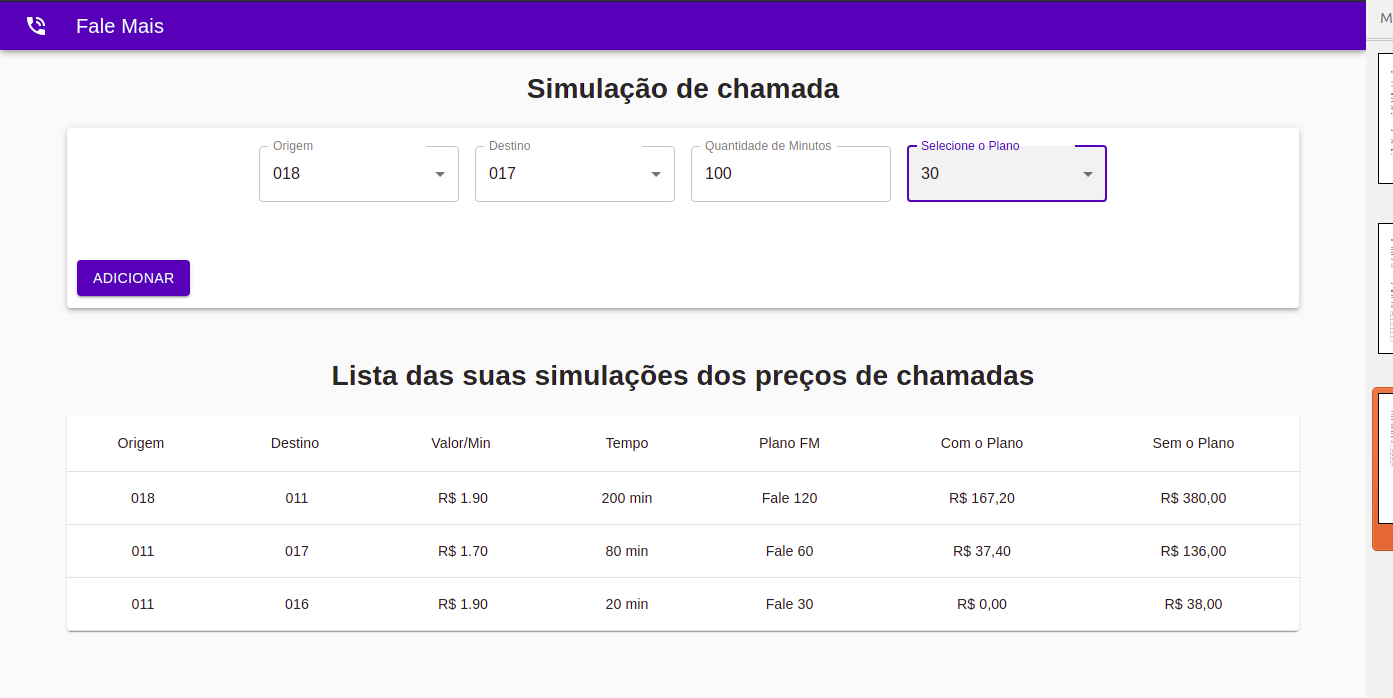 Fale Mais
M
Simulação de chamada
Origem Destino Quantidade de Minutos Selecione o Plano
018 017 100 30
ADICIONAR
Lista das suas simulações dos preços de chamadas
Origem Destino Valor/Min Tempo Plano FM Com o Plano Sem o Plano
018 011 R$ 1.90 200 min Fale 120 R$ 167,20 R$ 380,00
011 017 R$ 1.70 80 min Fale 60 R$ 37,40 R$ 136,00
011 016 R$ 1.90 20 min Fale 30 R$ 0,00 R$ 38,00